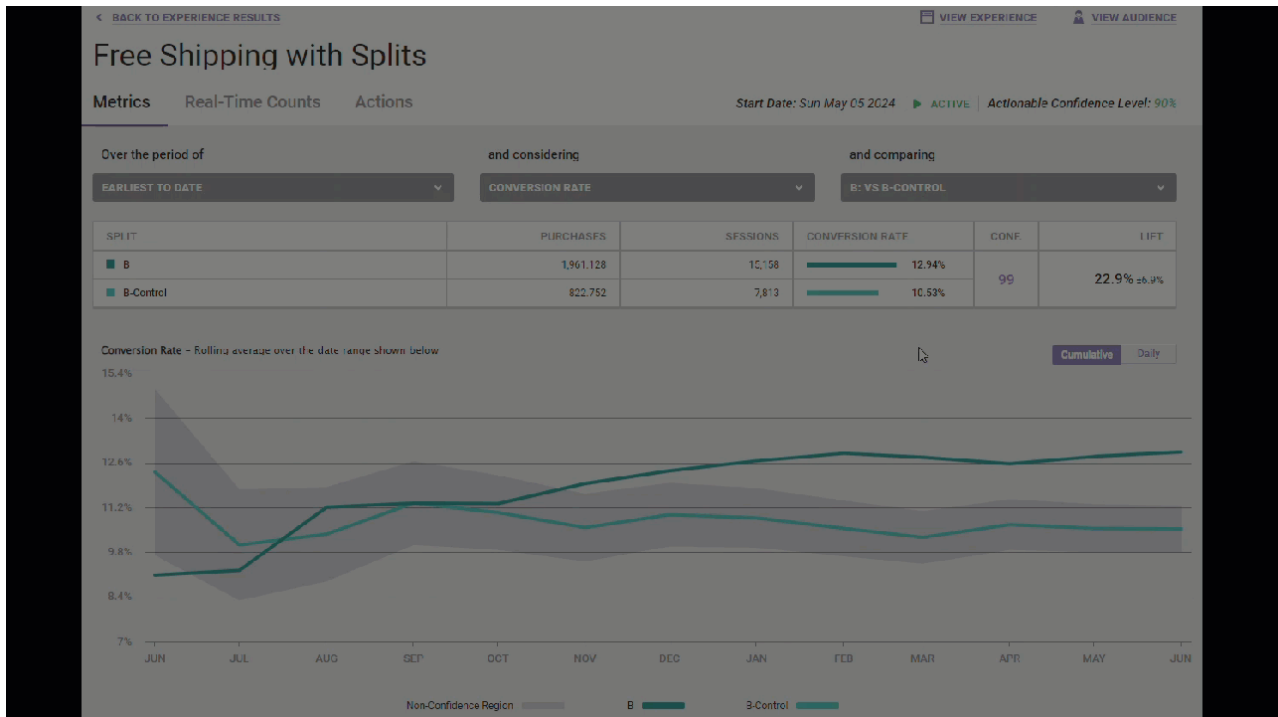 BACK TO EXPERIENCE RESULTS VIEW EXPERIENCE VIEW AUDIENCE
Free Shipping with Splits
Metrics Real-Time Counts Actions Start Date: Sun May 05 2024 ACTIVE Actionable Confidence Level: 90%
Over the period of and considering and comparing
EARLIEST TO DATE CONVERSION RATE B: VS B-CONTROL
SPLIT PURCHASES SESSIONS CONVERSION RATE CONF. LIFT
B 1,961.128 12.94%
99 22.9% ±6.9%
B-Control 822.752 7,813 10.53%
Conversion Rate – Rolling average over the date range shown below Cumulative Daily
15.4%
14%
12.6%
11.2%
9.8%
8.4%
7%
JUN JUL AUG SEP OCT NOV DEC JAN FEB MAR APR MAY JUN
Non-Confidence Region B B-Control